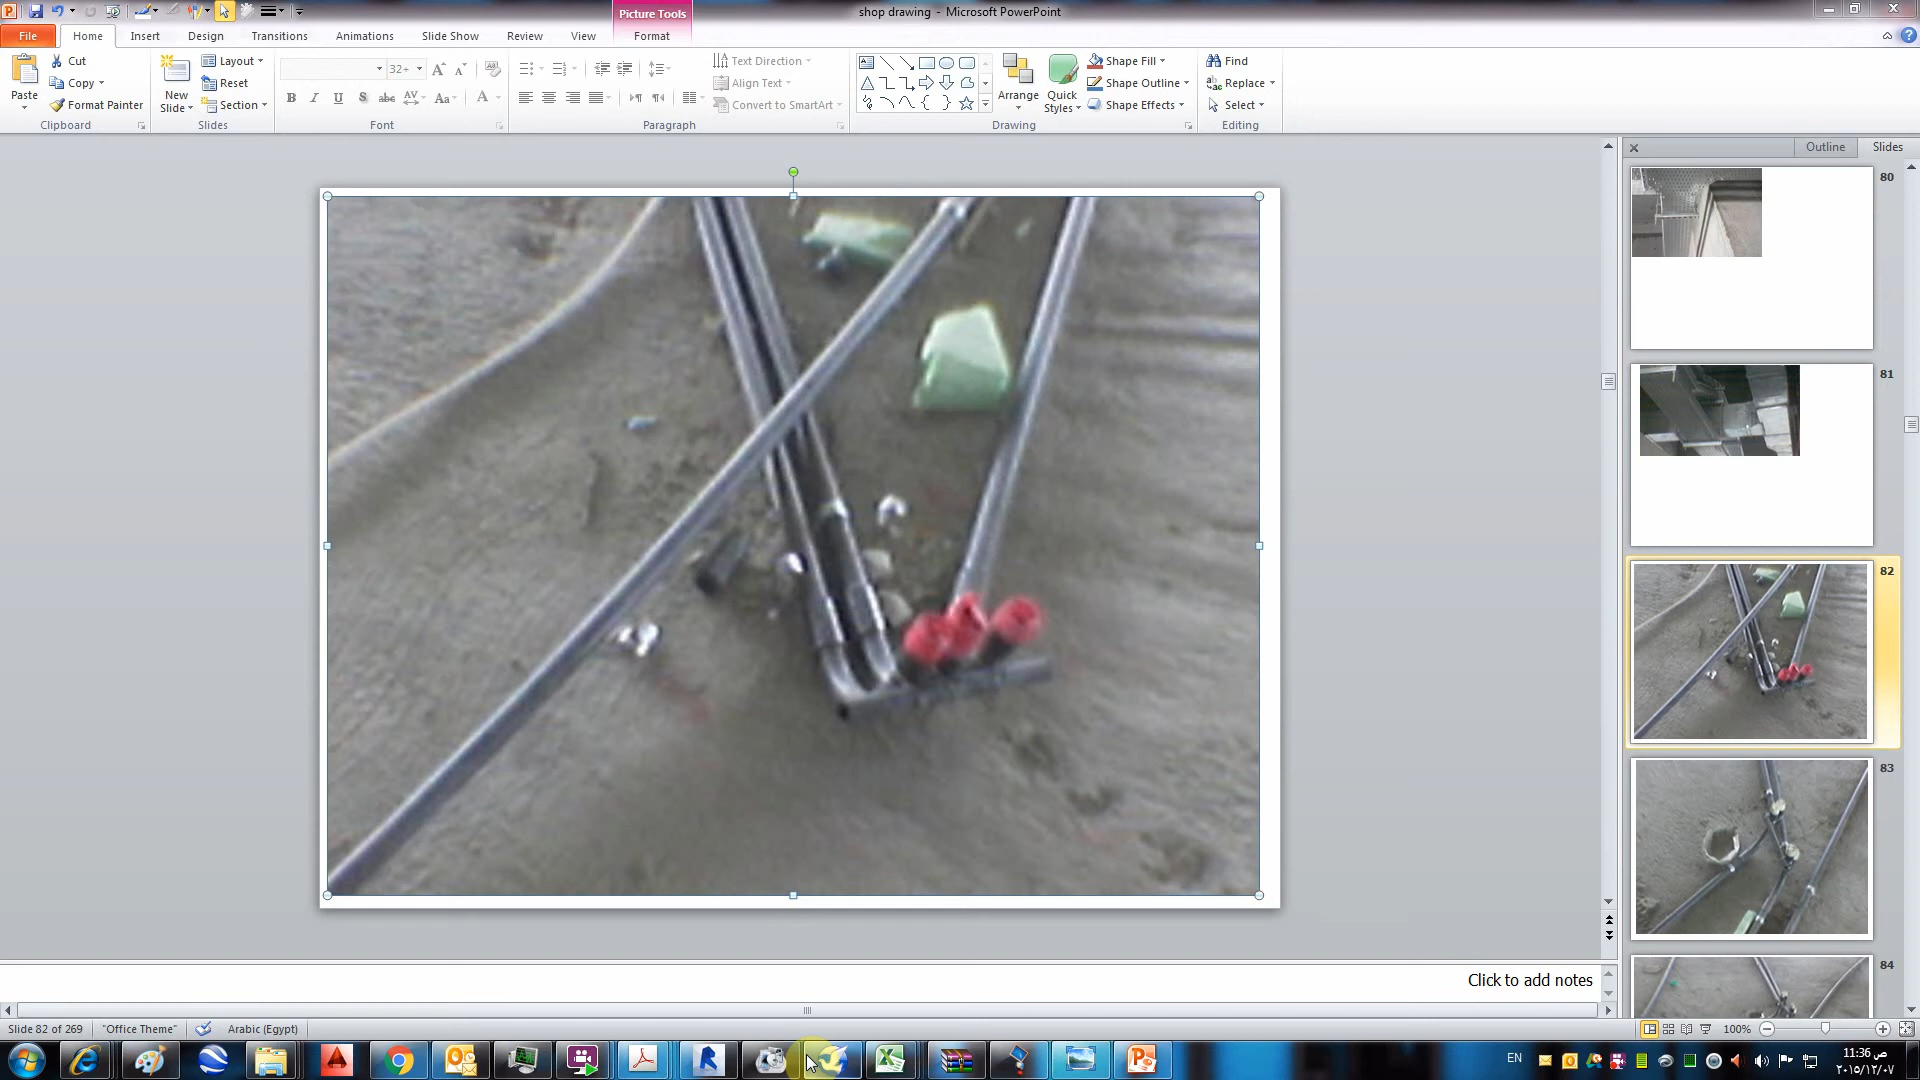 shop drawing - Microsoft PowerPoint
Picture Tools
File
Home
Insert
Design
Transitions
Animations
Slide Show
Review
View
Format
Paste
Cut
Copy
Format Painter
Clipboard
New
Slide
Layout
Reset
Section
Slides
32+
Font
Text Direction
Align Text
Convert to SmartArt
Paragraph
Arrange
Quick
Styles
Shape Fill
Shape Outline
Shape Effects
Drawing
Find
Replace
Select
Editing
Outline
Slides
80
81
82
83
84
Click to add notes
Slide 82 of 269
"Office Theme"
Arabic (Egypt)
100%
EN
11:36 ص
٢٠١٥/١٢/٠٧